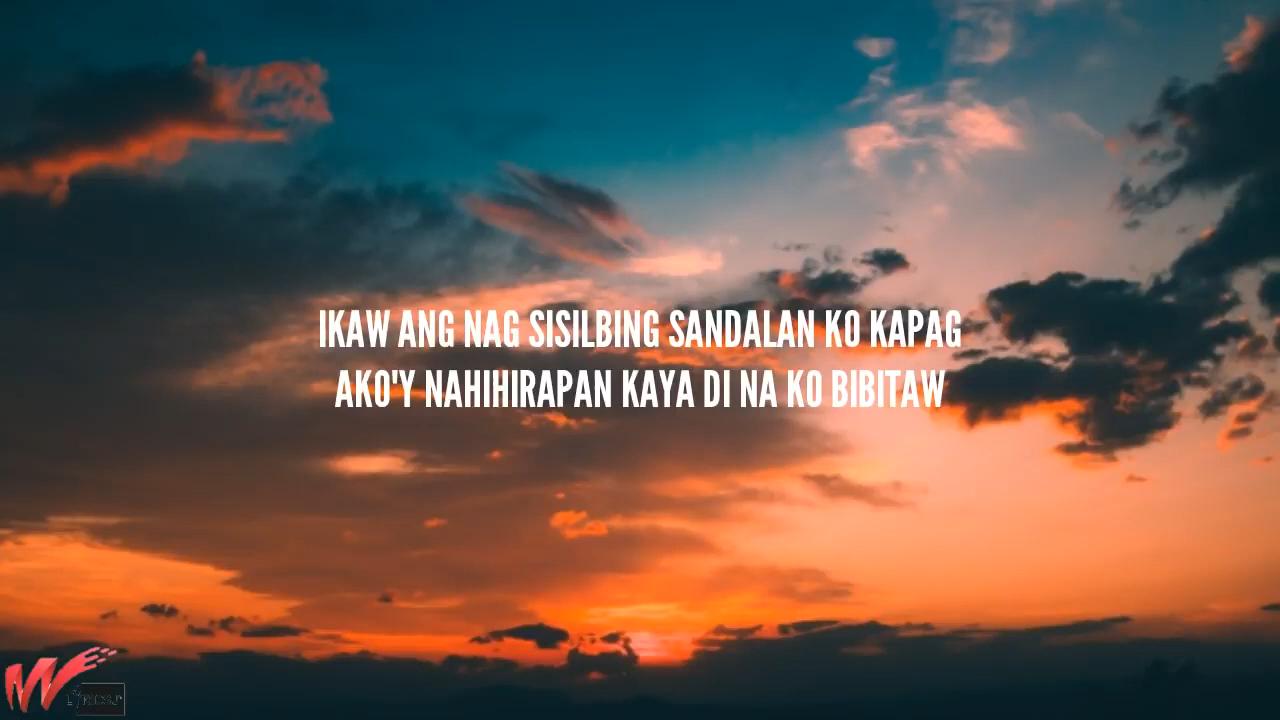 IKAW ANG NAG SISILBING SANDALAN KO KAPAG
AKO'Y NAHIHIRAPAN KAYA DI NA KO BIBITAW